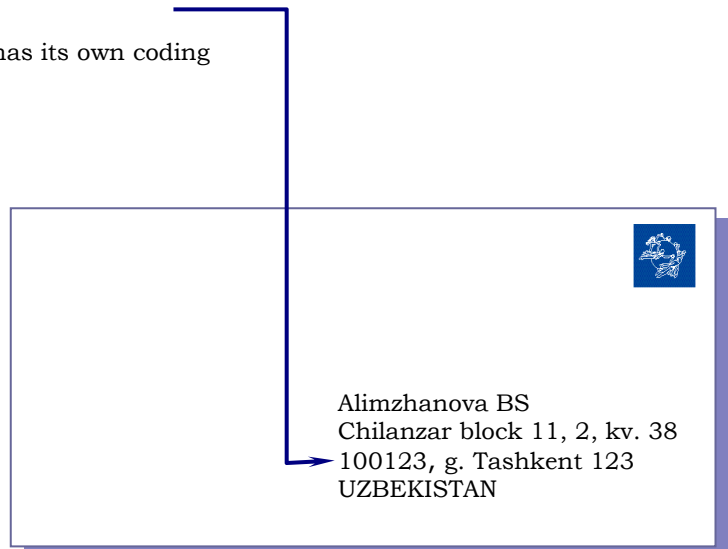 has its own coding
Alimzhanova BS
Chilanzar block 11, 2, kv. 38
100123, g. Tashkent 123
UZBEKISTAN